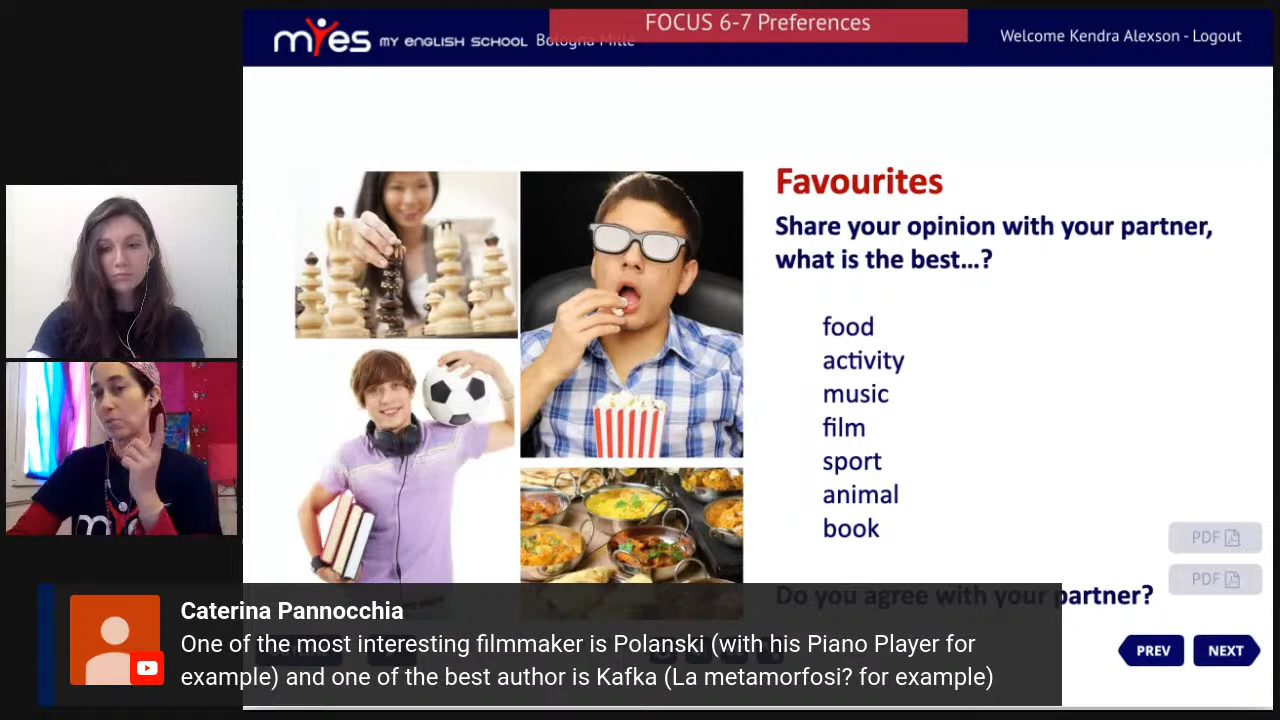 FOCUS 6-7 Preferences
mYes MY ENGLISH SCHOOL Bologna Mille
Welcome Kendra Alexson - Logout
Favourites
Share your opinion with your partner,
what is the best...?
food
activity
music
film
sport
animal
book
PDF
PDF
Do you agree with your partner?
PREV
NEXT
Caterina Pannocchia
One of the most interesting filmmaker is Polanski (with his Piano Player for
example) and one of the best author is Kafka (La metamorfosi? for example)